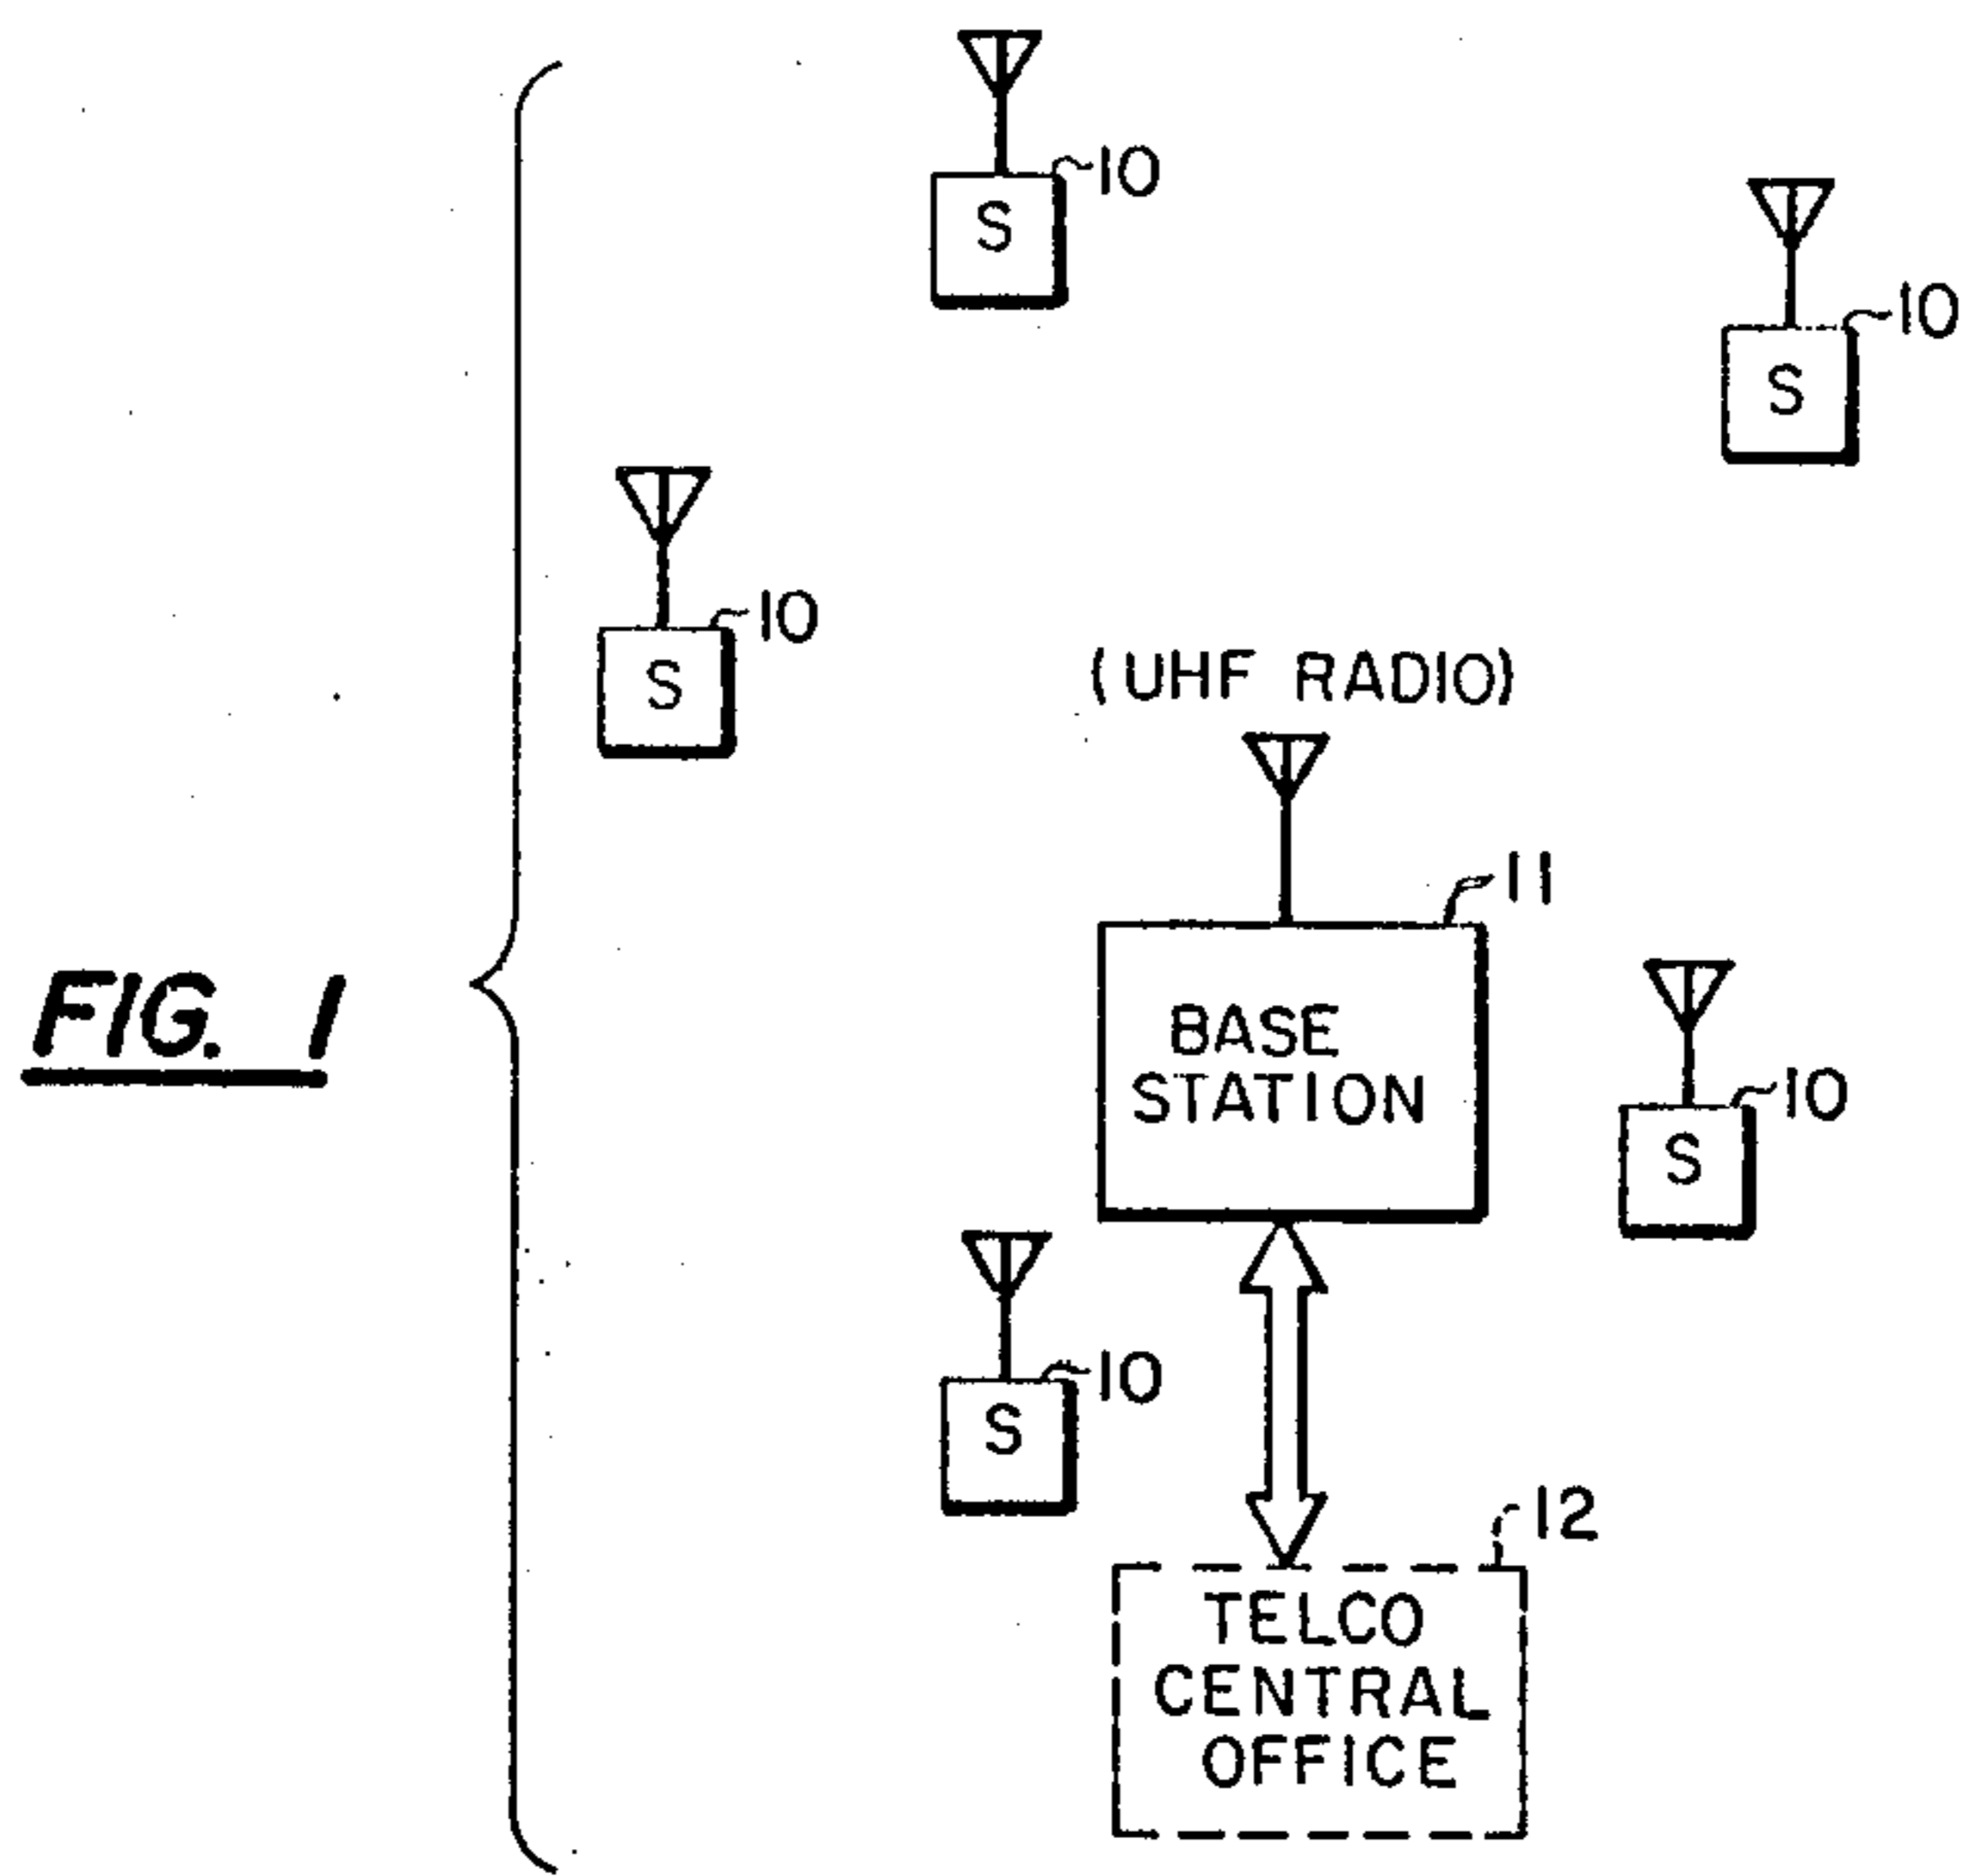 10
S
10
S
10
S
(UHF RADIO)
11
BASE
STATION
FIG. 1
10
S
10
S
12
TELCO
CENTRAL
OFFICE